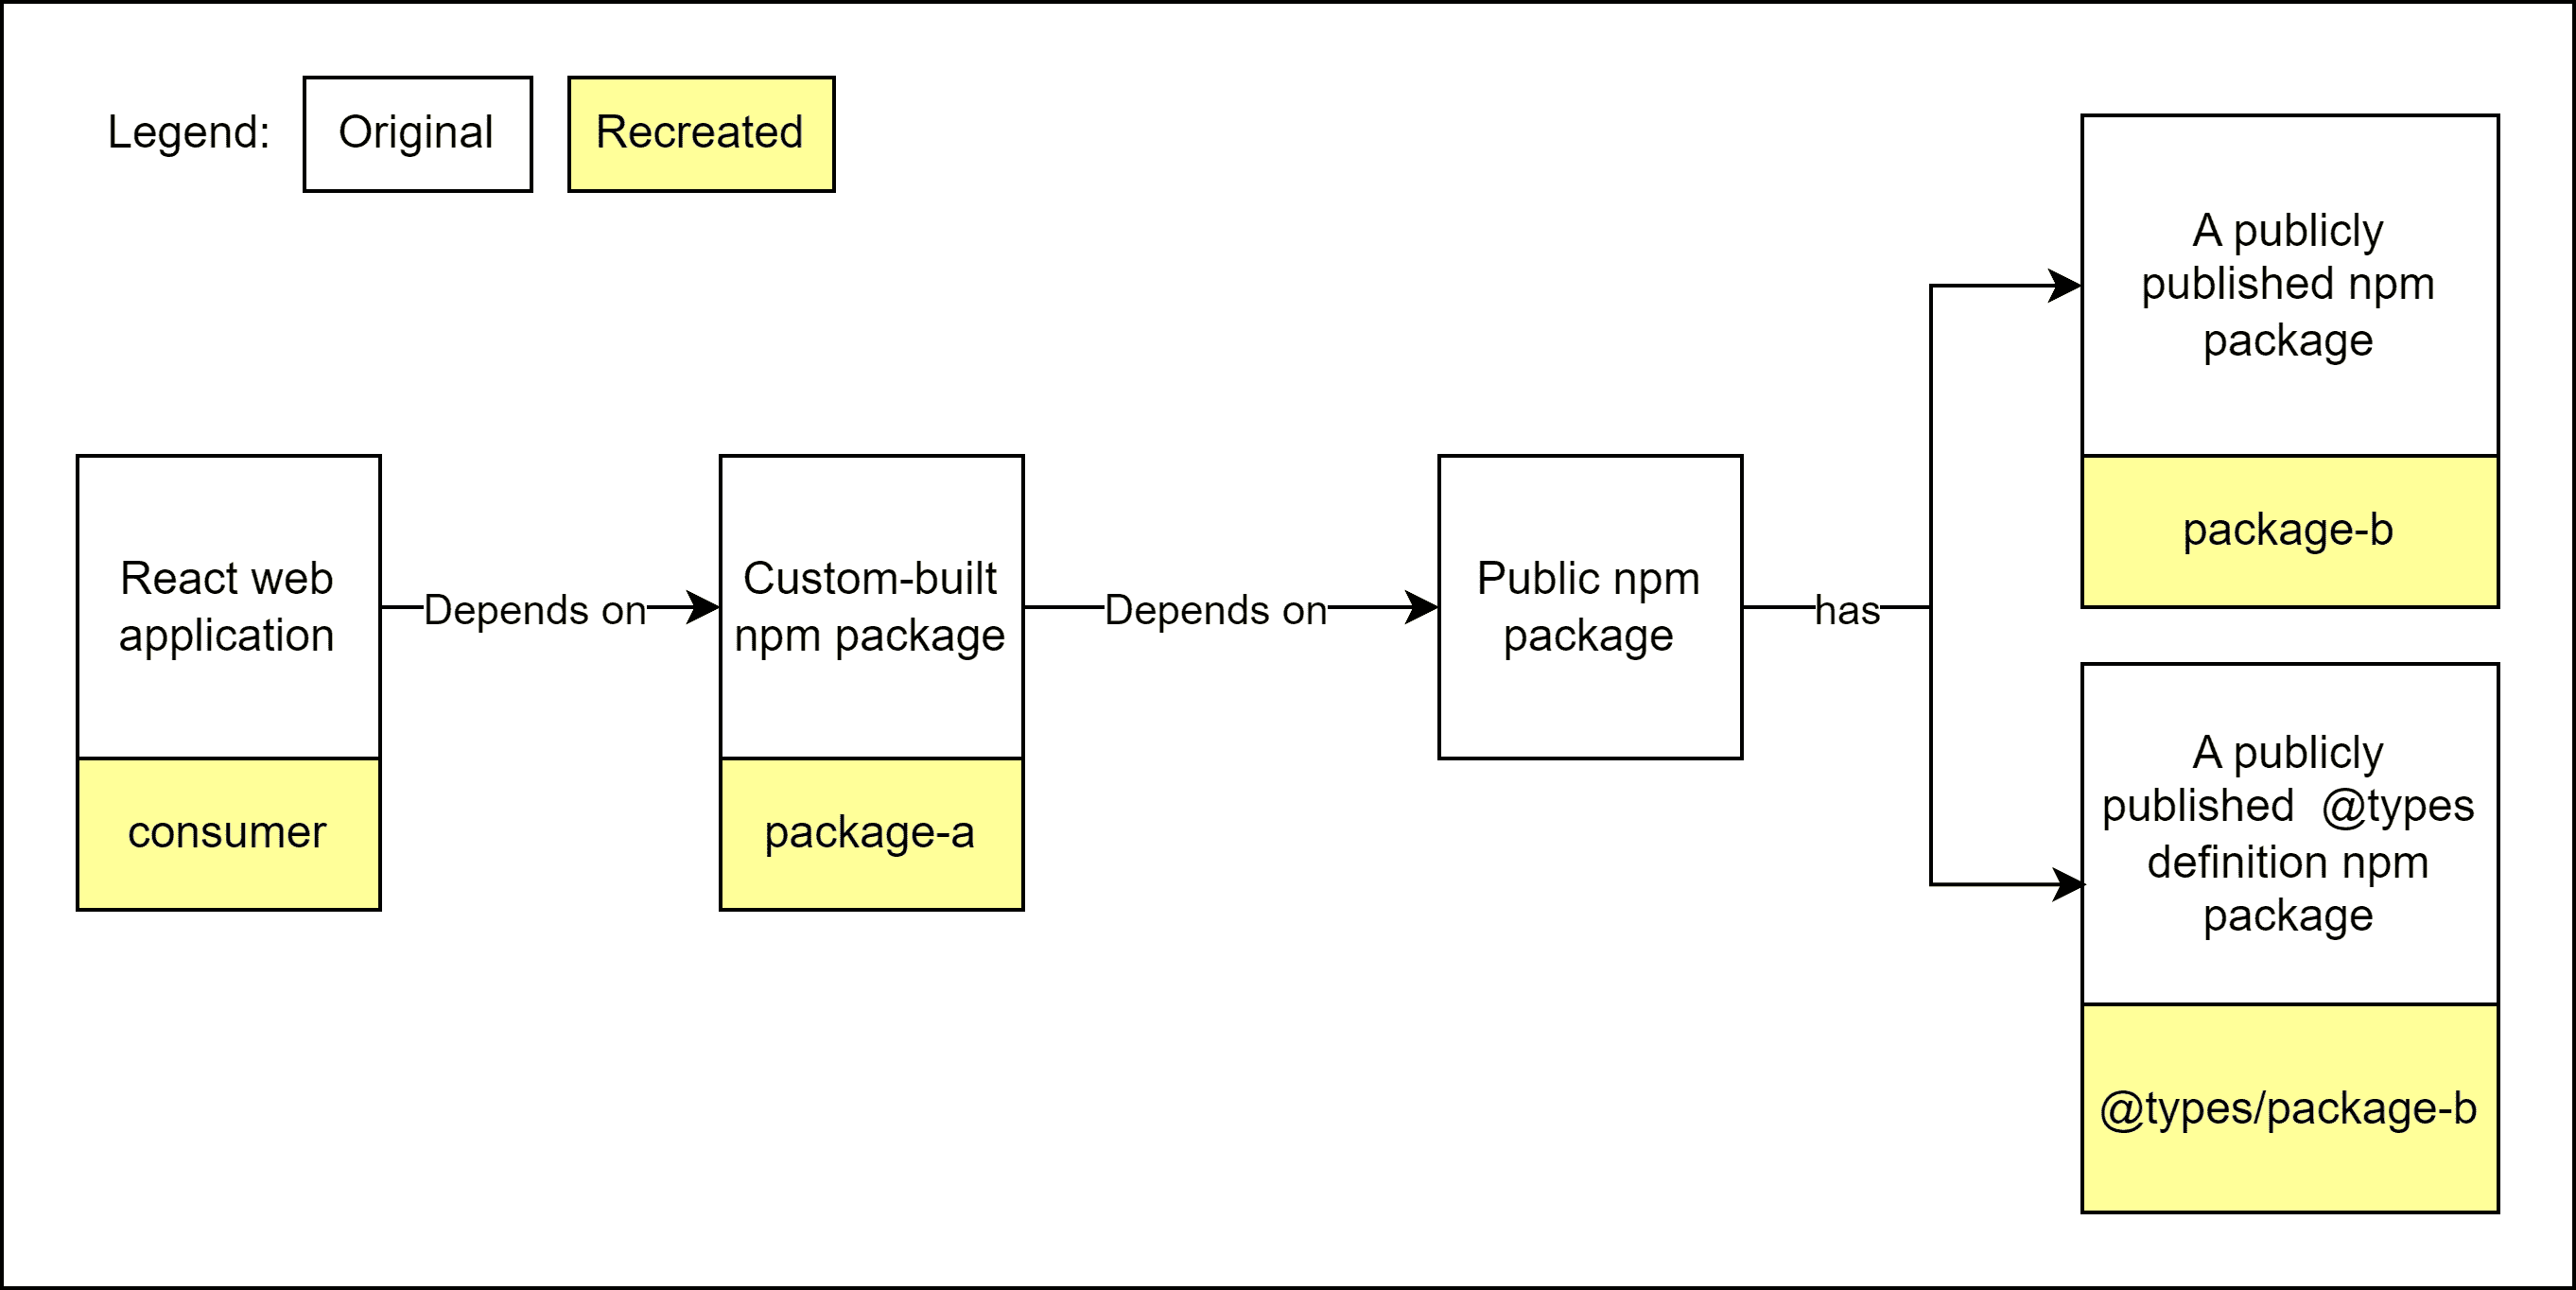 Legend:
Original
Recreated
React web
application
consumer
Depends on
Custom-built
npm package
package-a
Depends on
Public npm
package
has
A publicly
published npm
package
package-b
A publicly
published  @types
definition npm
package
@types/package-b